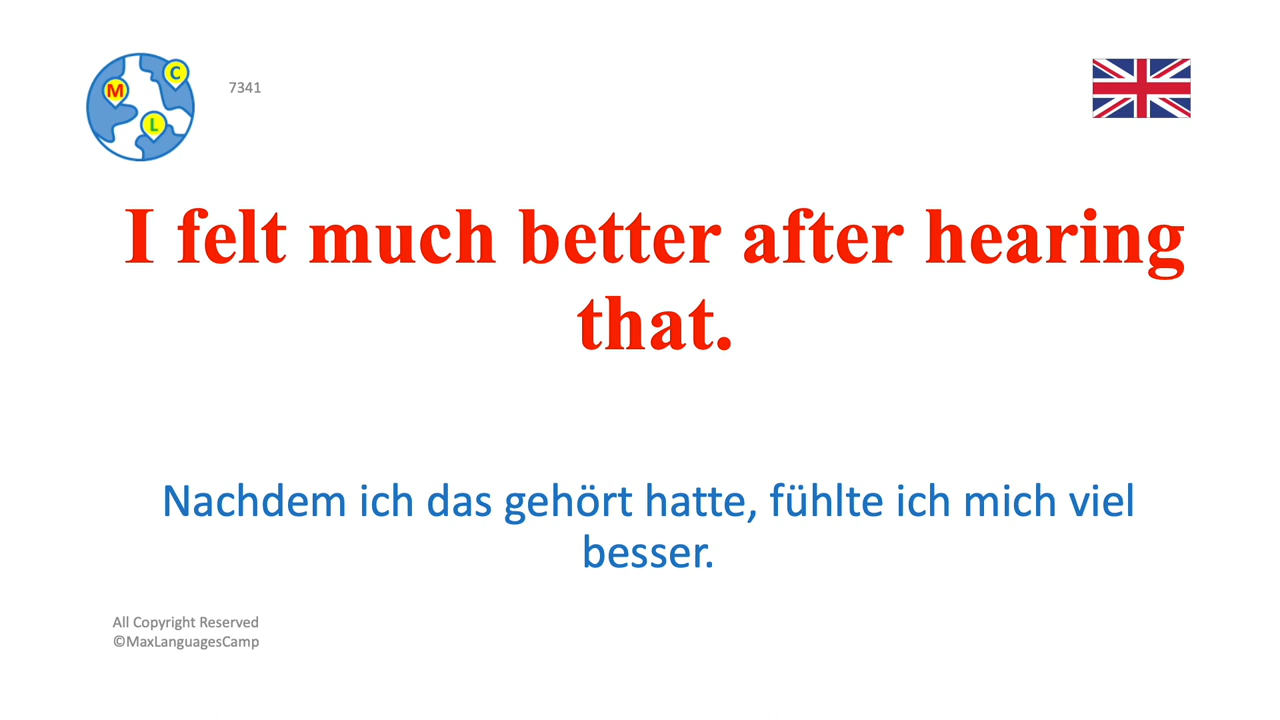 M
C
L
7341
I felt much better after hearing
that.
Nachdem ich das gehört hatte, fühlte ich mich viel
besser.
All Copyright Reserved
©MaxLanguagesCamp